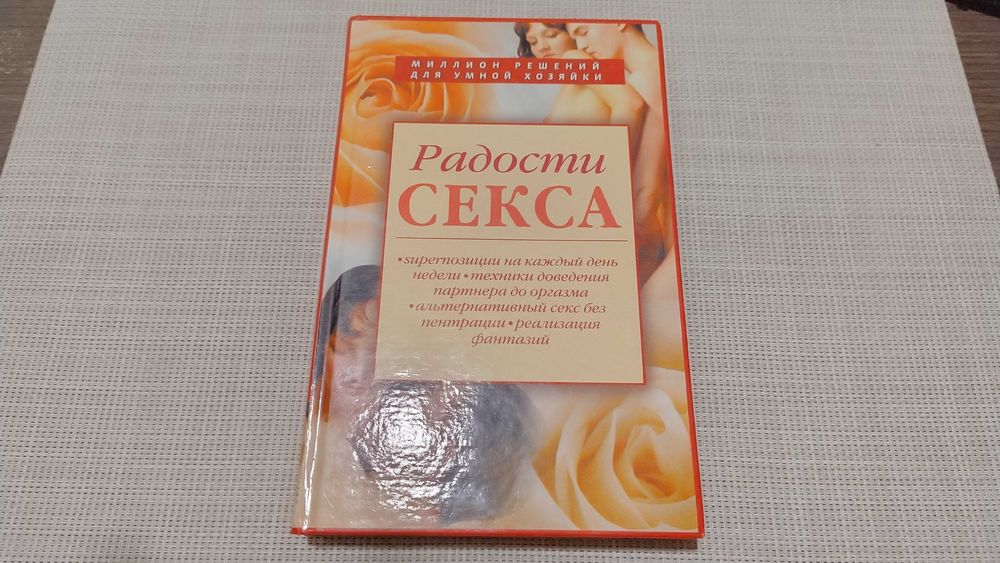 МИЛЛИОН РЕШЕНИЙ
ДЛЯ УМНОЙ ХОЗЯЙКИ
Радости
СЕКСА
•superпозиции на каждый день
недели•техники доведения
партнера до оргазма
•альтернативный секс без
пентрации•реализация
фантазий